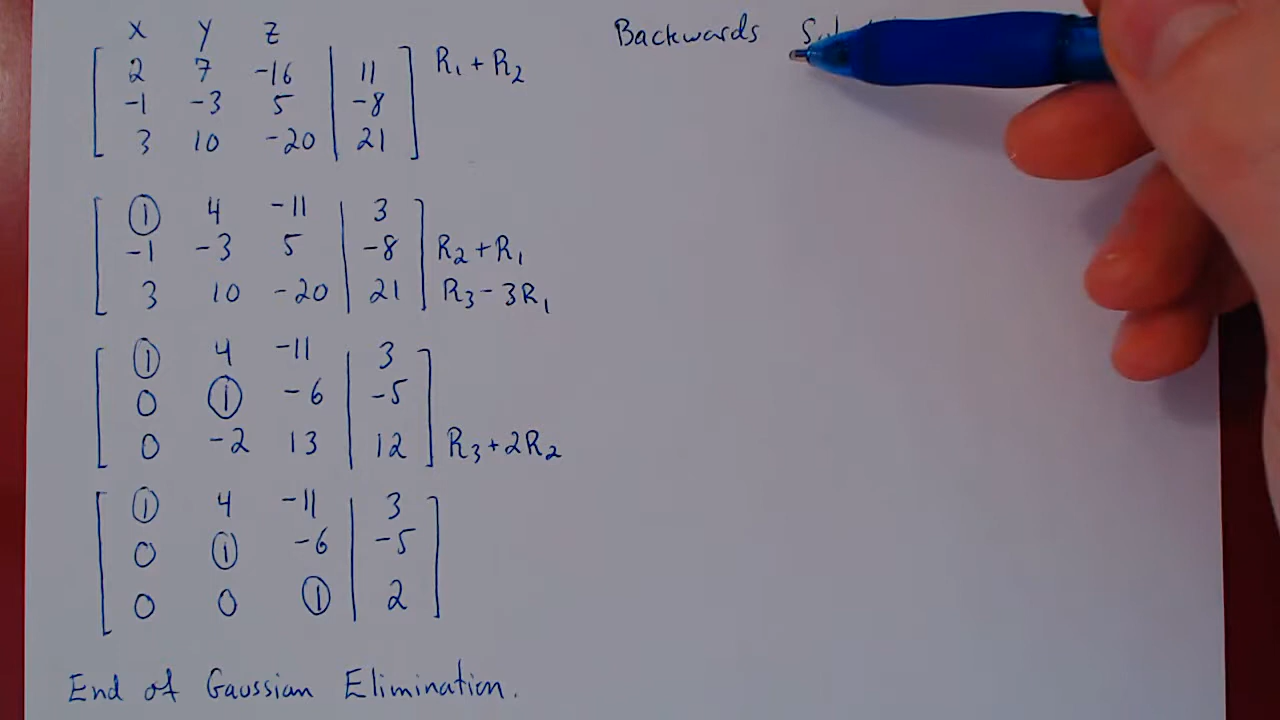 x y z
2 7 -16 | 11 R₁ + R₂
-1 -3 5 | -8
3 10 -20 | 21
1 4 -11 | 3
-1 -3 5 | -8 R₂ + R₁
3 10 -20 | 21 R₃ - 3R₁
1 4 -11 | 3
0 1 -6 | -5
0 -2 13 | 12 R₃ + 2R₂
1 4 -11 | 3
0 1 -6 | -5
0 0 1 | 2
End of Gaussian Elimination.
Backwards